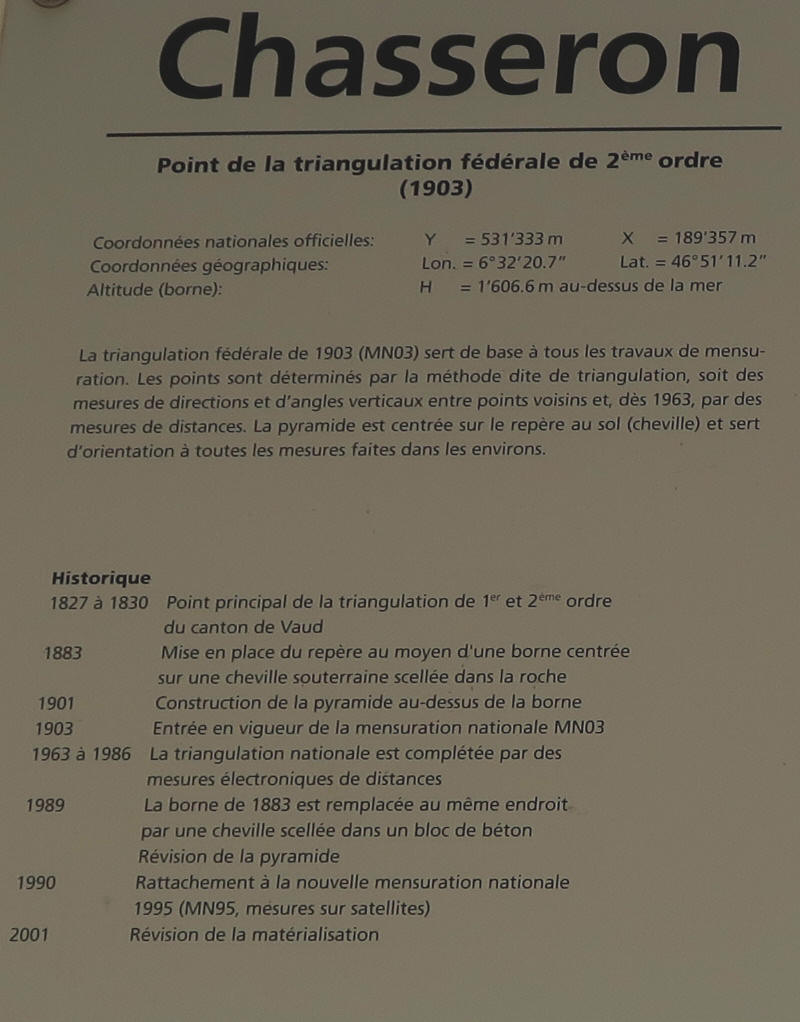 Chasseron
Point de la triangulation fédérale de 2ème ordre
(1903)
Coordonnées nationales officielles: Y = 531'333 m X = 189'357 m
Coordonnées géographiques: Lon. = 6°32'20.7" Lat. = 46°51'11.2"
Altitude (borne): H = 1'606.6 m au-dessus de la mer
La triangulation fédérale de 1903 (MN03) sert de base à tous les travaux de mensu-
ration. Les points sont déterminés par la méthode dite de triangulation, soit des
mesures de directions et d'angles verticaux entre points voisins et, dès 1963, par des
mesures de distances. La pyramide est centrée sur le repère au sol (cheville) et sert
d'orientation à toutes les mesures faites dans les environs.
Historique
1827 à 1830 Point principal de la triangulation de 1er et 2ème ordre
du canton de Vaud
1883 Mise en place du repère au moyen d'une borne centrée
sur une cheville souterraine scellée dans la roche
1901 Construction de la pyramide au-dessus de la borne
1903 Entrée en vigueur de la mensuration nationale MN03
1963 à 1986 La triangulation nationale est complétée par des
mesures électroniques de distances
1989 La borne de 1883 est remplacée au même endroit
par une cheville scellée dans un bloc de béton
Révision de la pyramide
1990 Rattachement à la nouvelle mensuration nationale
1995 (MN95, mesures sur satellites)
2001 Révision de la matérialisation